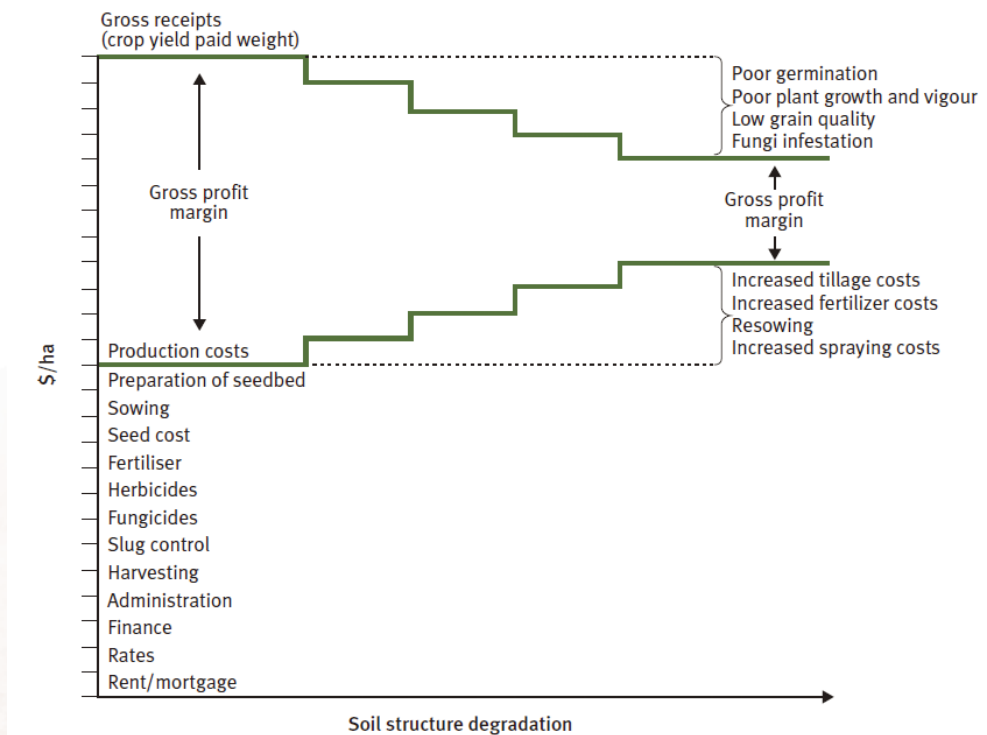 Gross receipts
(crop yield paid weight)
Poor germination
Poor plant growth and vigour
Low grain quality
Fungi infestation
Gross profit
margin
Gross profit
margin
Increased tillage costs
Increased fertilizer costs
Resowing
Increased spraying costs
$/ha
Production costs
Preparation of seedbed
Sowing
Seed cost
Fertiliser
Herbicides
Fungicides
Slug control
Harvesting
Administration
Finance
Rates
Rent/mortgage
Soil structure degradation